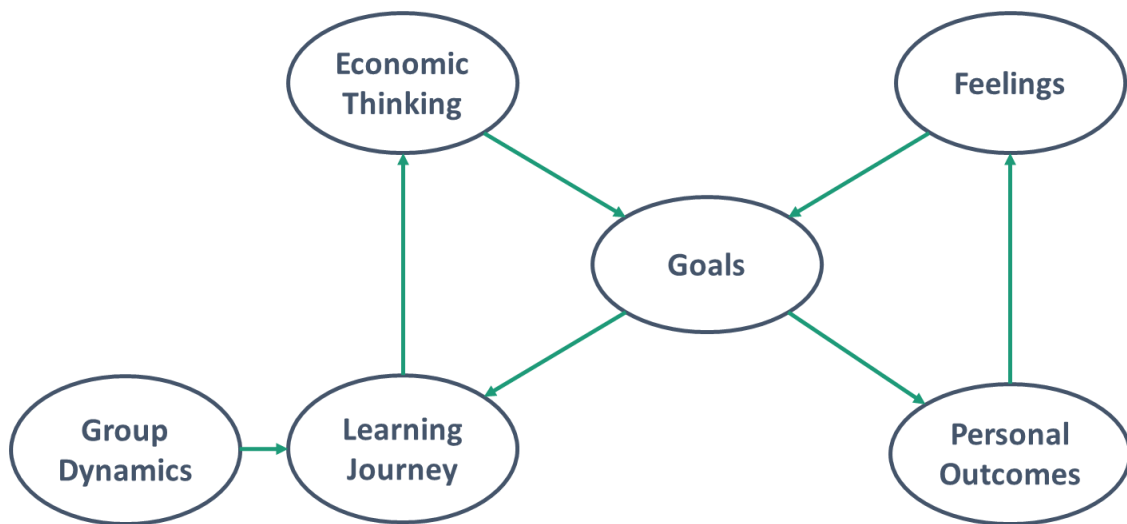 Economic
Thinking
Feelings
Goals
Group
Dynamics
Learning
Journey
Personal
Outcomes